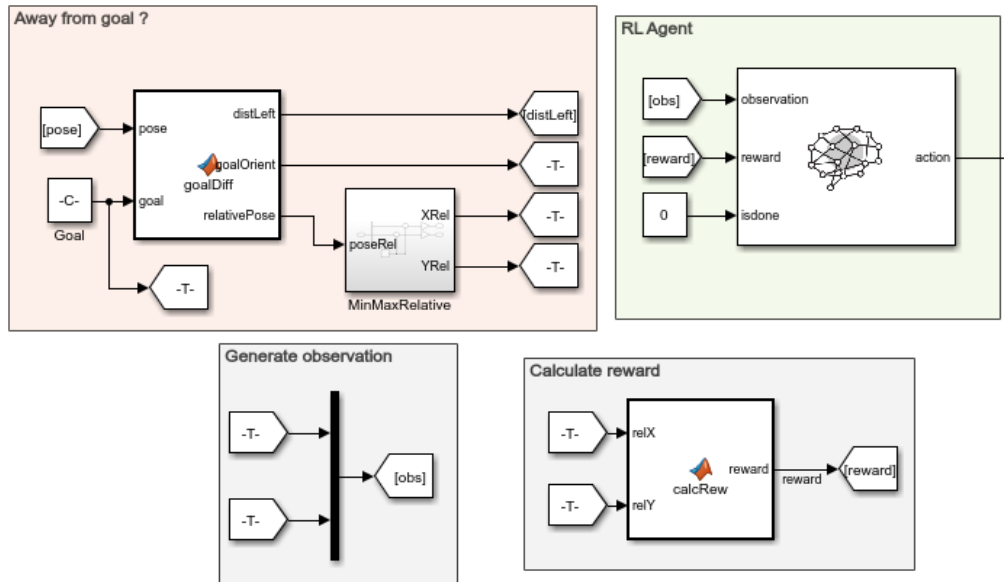 Away from goal ?
[pose]
pose
distLeft
[distLeft]
goalOrient
-T-
goalDiff
-C-
goal
Goal
relativePose
poseRel
XRel
-T-
YRel
-T-
MinMaxRelative
-T-
RL Agent
[obs]
observation
[reward]
reward
action
0
isdone
Generate observation
-T-
[obs]
-T-
Calculate reward
-T-
relX
reward
reward
[reward]
calcRew
-T-
relY